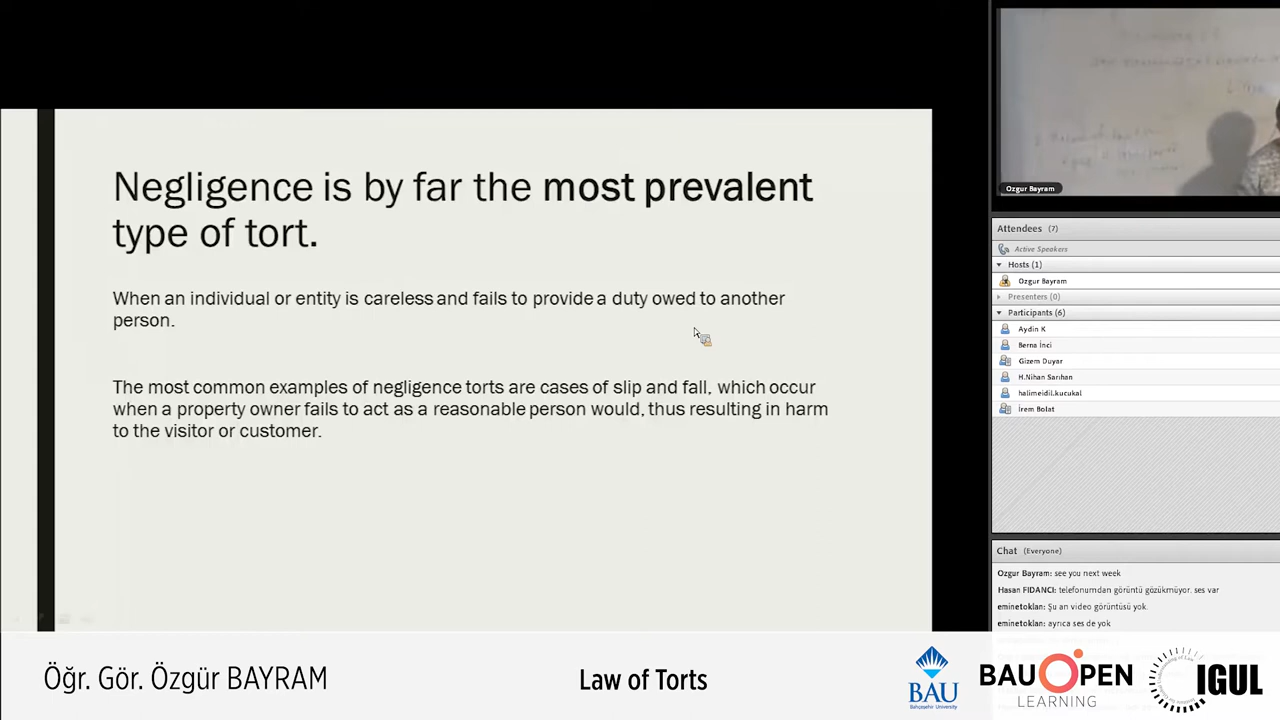 Negligence is by far the most prevalent
type of tort.
When an individual or entity is careless and fails to provide a duty owed to another
person.
The most common examples of negligence torts are cases of slip and fall, which occur
when a property owner fails to act as a reasonable person would, thus resulting in harm
to the visitor or customer.
Ozgur Bayram
Attendees (7)
Active Speakers
Hosts (1)
Ozgur Bayram
Presenters (0)
Participants (6)
Aydin K
Berna İnci
Gizem Duyar
H.Nihan Sarıhan
halimeidil.kucukal
İrem Bolat
Chat (Everyone)
Ozgur Bayram: see you next week
Hasan FIDANCI: telefonumdan görüntü gözükmüyor. ses var
eminetoklan: Şu an video görüntüsü yok.
eminetoklan: ayrıca ses de yok
Öğr. Gör. Özgür BAYRAM
Law of Torts
BAU
Bahçeşehir University
BAU OPEN
LEARNING
IGUL